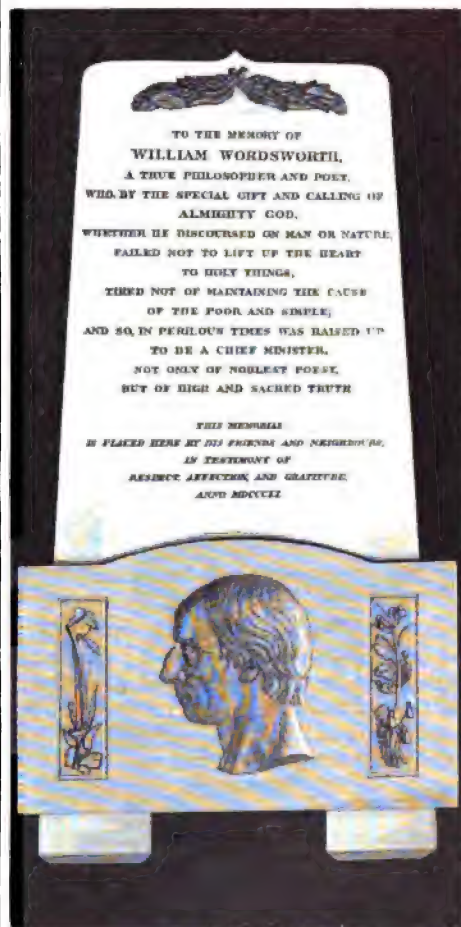 TO THE MEMORY OF
WILLIAM WORDSWORTH,
A TRUE PHILOSOPHER AND POET,
WHO, BY THE SPECIAL GIFT AND CALLING OF
ALMIGHTY GOD,
WHETHER HE DISCOURSED ON MAN OR NATURE,
FAILED NOT TO LIFT UP THE HEART
TO HOLY THINGS,
TIRED NOT OF MAINTAINING THE CAUSE
OF THE POOR AND SIMPLE;
AND SO, IN PERILOUS TIMES WAS RAISED UP
TO BE A CHIEF MINISTER,
NOT ONLY OF NOBLEST POESY,
BUT OF HIGH AND SACRED TRUTH
THIS MEMORIAL
IS PLACED HERE BY HIS FRIENDS AND NEIGHBOURS,
IN TESTIMONY OF
RESPECT, AFFECTION, AND GRATITUDE,
ANNO MDCCCLI